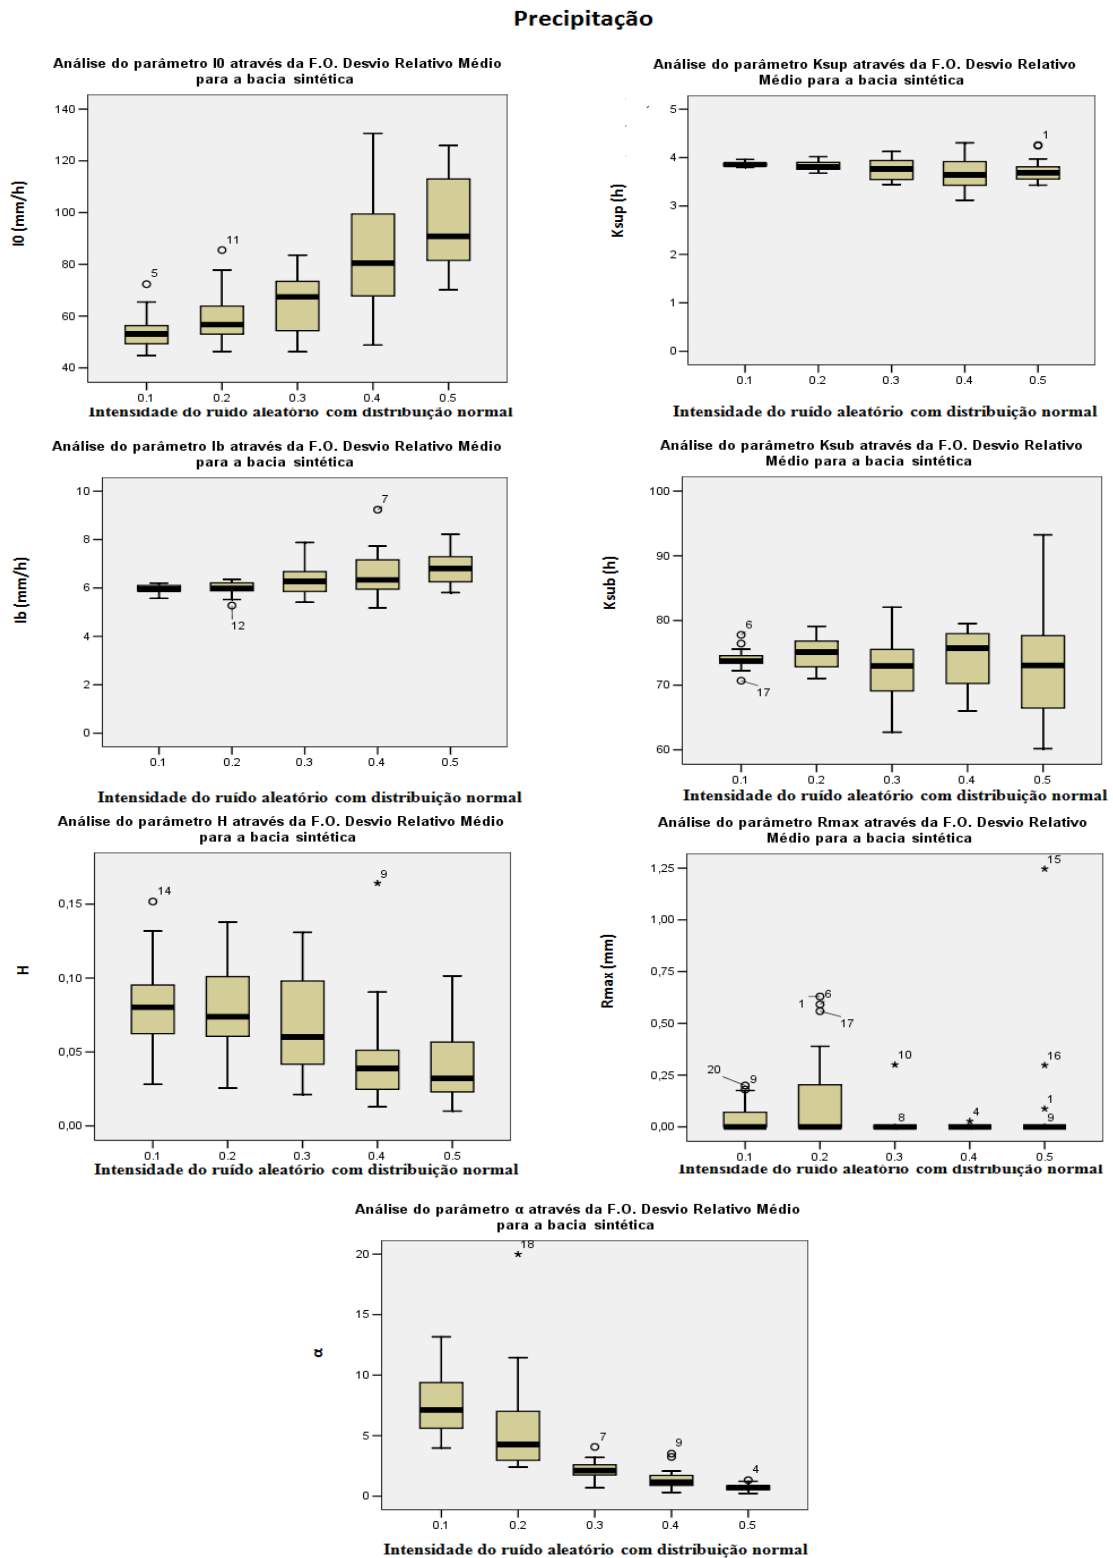 Precipitação
Análise do parâmetro I0 através da F.O. Desvio Relativo Médio
para a bacia sintética
140
120
100
80
60
40
I0 (mm/h)
5
11
0.1 0.2 0.3 0.4 0.5
Intensidade do ruído aleatório com distribuição normal
Análise do parâmetro Ksup através da F.O. Desvio Relativo
Médio para a bacia sintética
5
4
3
2
1
0
Ksup (h)
1
0.1 0.2 0.3 0.4 0.5
Intensidade do ruído aleatório com distribuição normal
Análise do parâmetro Ib através da F.O. Desvio Relativo Médio
para a bacia sintética
10
8
6
4
2
0
Ib (mm/h)
12
7
0.1 0.2 0.3 0.4 0.5
Intensidade do ruído aleatório com distribuição normal
Análise do parâmetro Ksub através da F.O. Desvio Relativo
Médio para a bacia sintética
100
90
80
70
60
Ksub (h)
6
17
0.1 0.2 0.3 0.4 0.5
Intensidade do ruído aleatório com distribuição normal
Análise do parâmetro H através da F.O. Desvio Relativo Médio
para a bacia sintética
0,15
0,10
0,05
0,00
H
14
9
0.1 0.2 0.3 0.4 0.5
Intensidade do ruído aleatório com distribuição normal
Análise do parâmetro Rmax através da F.O. Desvio Relativo
Médio para a bacia sintética
1,25
1,00
0,75
0,50
0,25
0,00
Rmax (mm)
20
9
1
6
17
10
8
4
15
16
1
9
0.1 0.2 0.3 0.4 0.5
Intensidade do ruído aleatório com distribuição normal
Análise do parâmetro α através da F.O. Desvio Relativo Médio
para a bacia sintética
20
15
10
5
0
α
18
7
9
4
0.1 0.2 0.3 0.4 0.5
Intensidade do ruído aleatório com distribuição normal